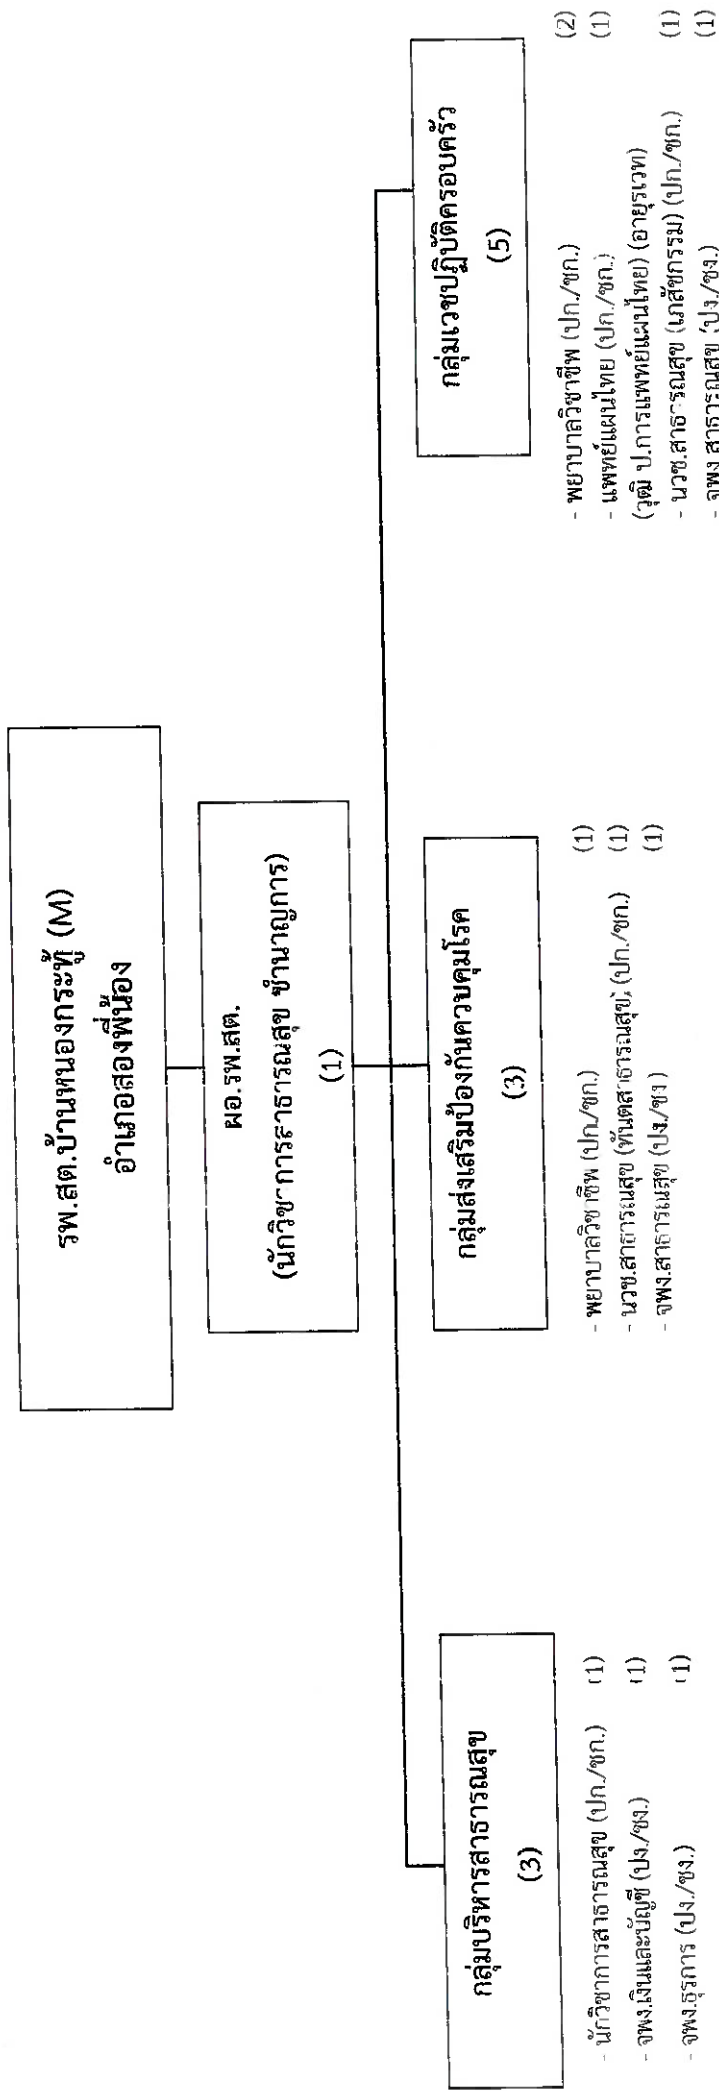 รพ.สต.บ้านหนองกระทู้ (M)
อำเภอสองพี่น้อง
ผอ.รพ.สต.
(นักวิชาการสาธารณสุข ชำนาญการ)
(1)
กลุ่มบริหารสาธารณสุข
(3)
- นักวิชาการสาธารณสุข (ปก./ชก.) (1)
- จพง.เงินและบัญชี (ปง./ชง.) (1)
- จพง.ธุรการ (ปง./ชง.) (1)
กลุ่มส่งเสริมป้องกันควบคุมโรค
(3)
- พยาบาลวิชาชีพ (ปก./ชก.) (1)
- นวช.สาธารณสุข (ทันตสาธารณสุข) (ปก./ชก.) (1)
- จพง.สาธารณสุข (ปง./ชง) (1)
กลุ่มเวชปฏิบัติครอบครัว
(5)
- พยาบาลวิชาชีพ (ปก./ชก.) (2)
- แพทย์แผนไทย (ปก./ชก.) (1)
(วุฒิ ป.การแพทย์แผนไทย) (อายุรเวท)
- นวช.สาธารณสุข (เภสัชกรรม) (ปก./ชก.) (1)
- จพง.สาธารณสุข (ปง./ชง.) (1)